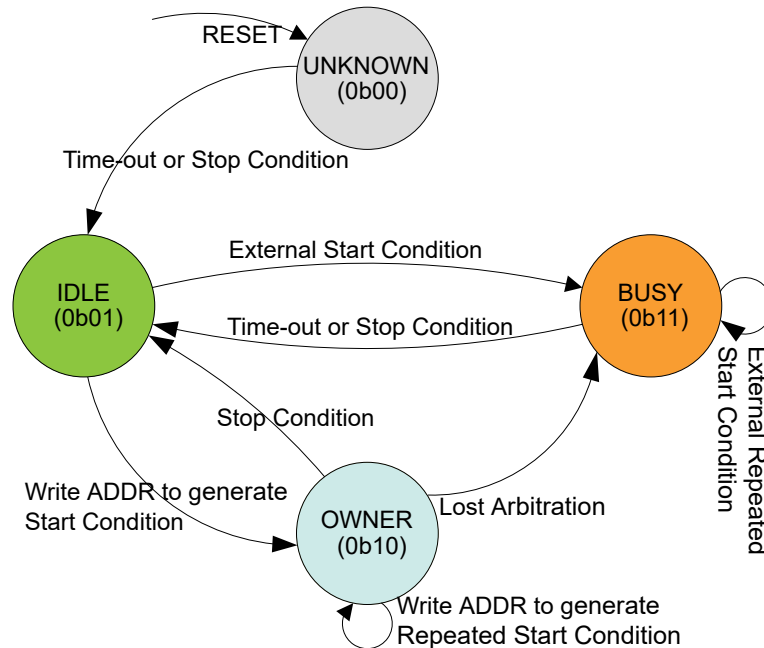 RESET
UNKNOWN
(0b00)
Time-out or Stop Condition
External Start Condition
IDLE
(0b01)
BUSY
(0b11)
Time-out or Stop Condition
External Repeated
Start Condition
Stop Condition
Write ADDR to generate
Start Condition
Lost Arbitration
OWNER
(0b10)
Write ADDR to generate
Repeated Start Condition